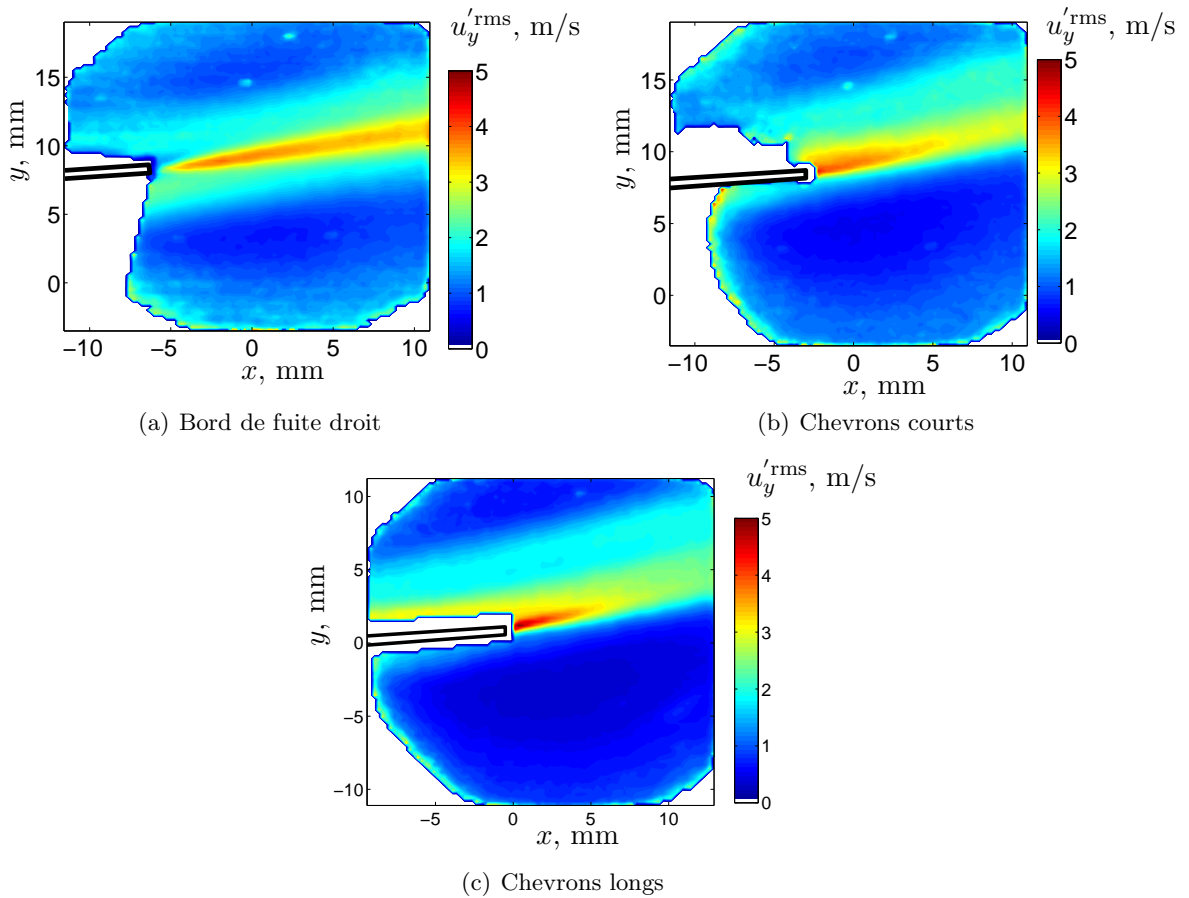 u_y'^rms, m/s
15
10
5
0
y, mm
−10 −5 0 5 10
x, mm
5
4
3
2
1
0
(a) Bord de fuite droit
u_y'^rms, m/s
15
10
5
0
y, mm
−10 −5 0 5 10
x, mm
5
4
3
2
1
0
(b) Chevrons courts
u_y'^rms, m/s
10
5
0
−5
−10
y, mm
−5 0 5 10
x, mm
5
4
3
2
1
0
(c) Chevrons longs